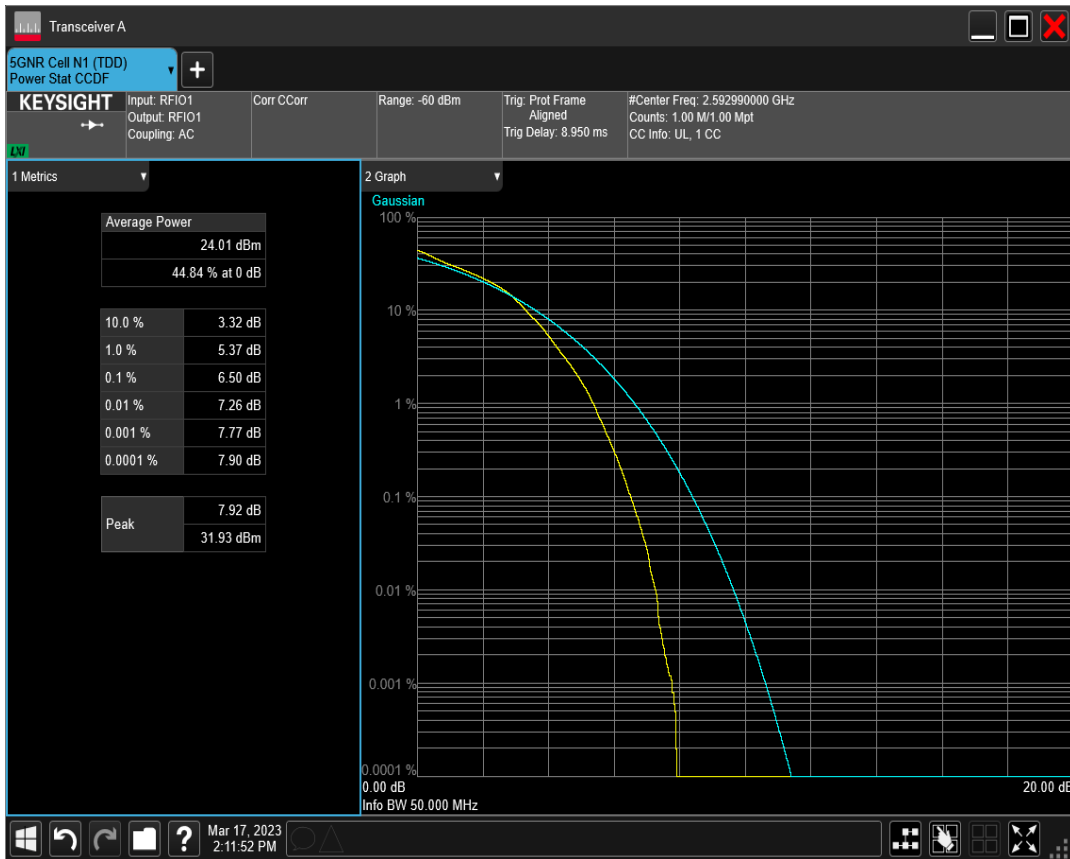 Transceiver A
5GNR Cell N1 (TDD)
Power Stat CCDF
+
KEYSIGHT
LXI
Input: RFIO1
Output: RFIO1
Coupling: AC
Corr CCorr
Range: -60 dBm
Trig: Prot Frame
Aligned
Trig Delay: 8.950 ms
#Center Freq: 2.592990000 GHz
Counts: 1.00 M/1.00 Mpt
CC Info: UL, 1 CC
1 Metrics
Average Power
24.01 dBm
44.84 % at 0 dB
10.0 % 3.32 dB
1.0 % 5.37 dB
0.1 % 6.50 dB
0.01 % 7.26 dB
0.001 % 7.77 dB
0.0001 % 7.90 dB
Peak 7.92 dB
31.93 dBm
2 Graph
Gaussian
100 %
10 %
1 %
0.1 %
0.01 %
0.001 %
0.0001 %
0.00 dB 20.00 dB
Info BW 50.000 MHz
?
Mar 17, 2023
2:11:52 PM